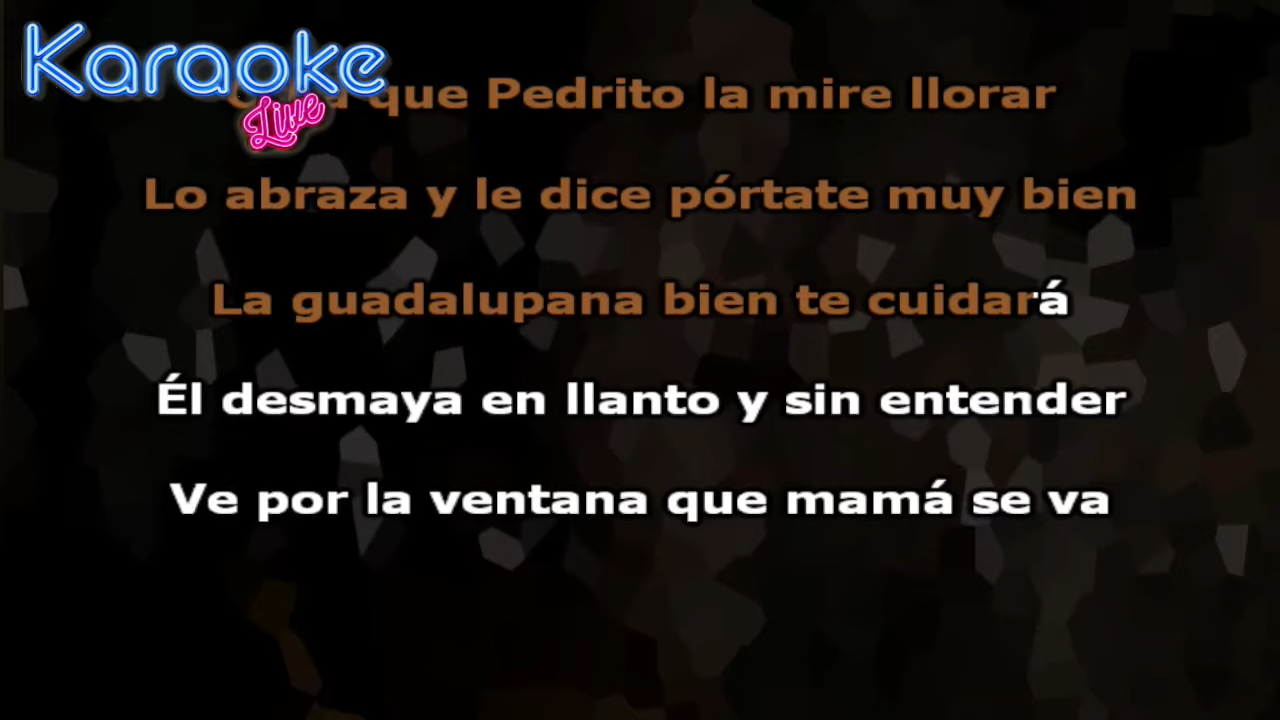 Karaoke
Live
que Pedrito la mire llorar
Lo abraza y le dice pórtate muy bien
La guadalupana bien te cuidará
Él desmaya en llanto y sin entender
Ve por la ventana que mamá se va